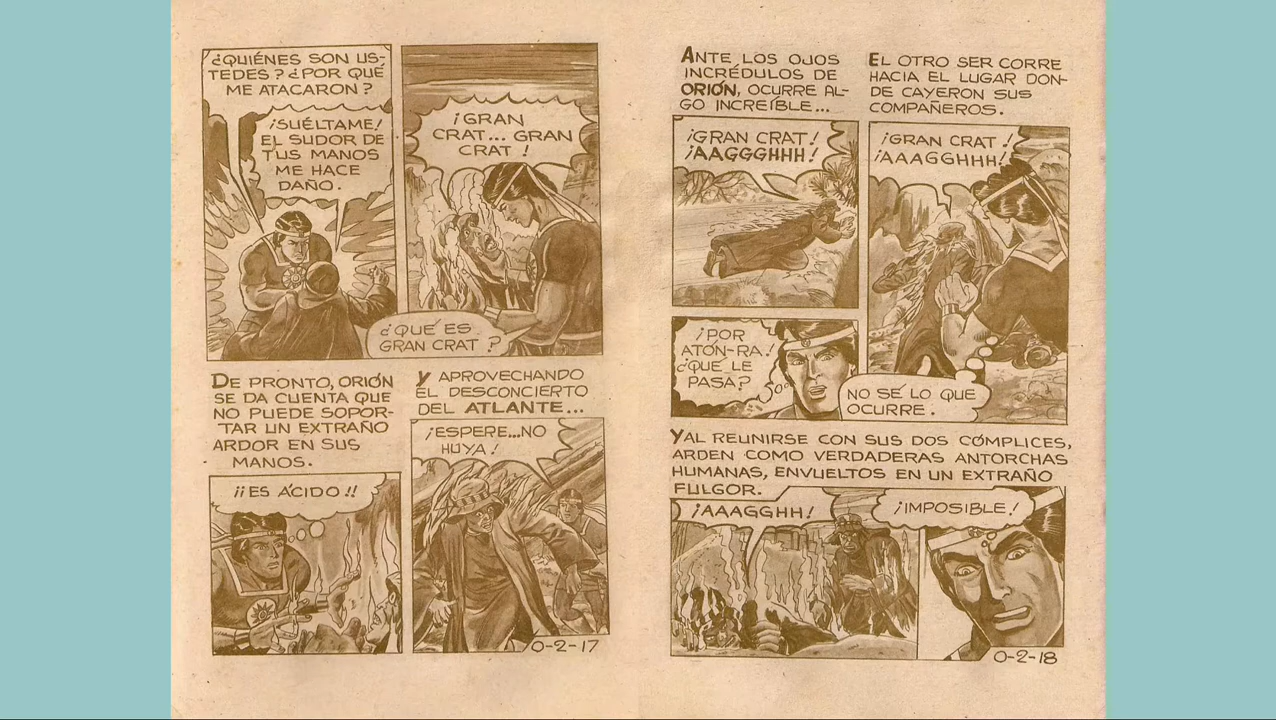 ¿QUIÉNES SON US-
TEDES? ¿POR QUÉ
ME ATACARON?
¡SUÉLTAME!
EL SUDOR DE
TUS MANOS
ME HACE
DAÑO.
¡GRAN
CRAT... GRAN
CRAT!
¿QUÉ ES
GRAN CRAT?
DE PRONTO, ORIÓN
SE DA CUENTA QUE
NO PUEDE SOPOR-
TAR UN EXTRAÑO
ARDOR EN SUS
MANOS.
¡¡ES ÁCIDO!!
Y APROVECHANDO
EL DESCONCIERTO
DEL ATLANTE...
¡ESPERE...NO
HUYA!
O-2-17
ANTE LOS OJOS
INCRÉDULOS DE
ORIÓN, OCURRE AL-
GO INCREÍBLE...
¡GRAN CRAT!
¡AAGGGHHH!
EL OTRO SER CORRE
HACIA EL LUGAR DON-
DE CAYERON SUS
COMPAÑEROS.
¡GRAN CRAT!
¡AAAGGHHH!
¡POR
ATÓN-RA!
¿QUÉ LE
PASA?
NO SÉ LO QUE
OCURRE.
Y AL REUNIRSE CON SUS DOS CÓMPLICES,
ARDEN COMO VERDADERAS ANTORCHAS
HUMANAS, ENVUELTOS EN UN EXTRAÑO
FULGOR.
¡AAAGGHH!
¡IMPOSIBLE!
O-2-18